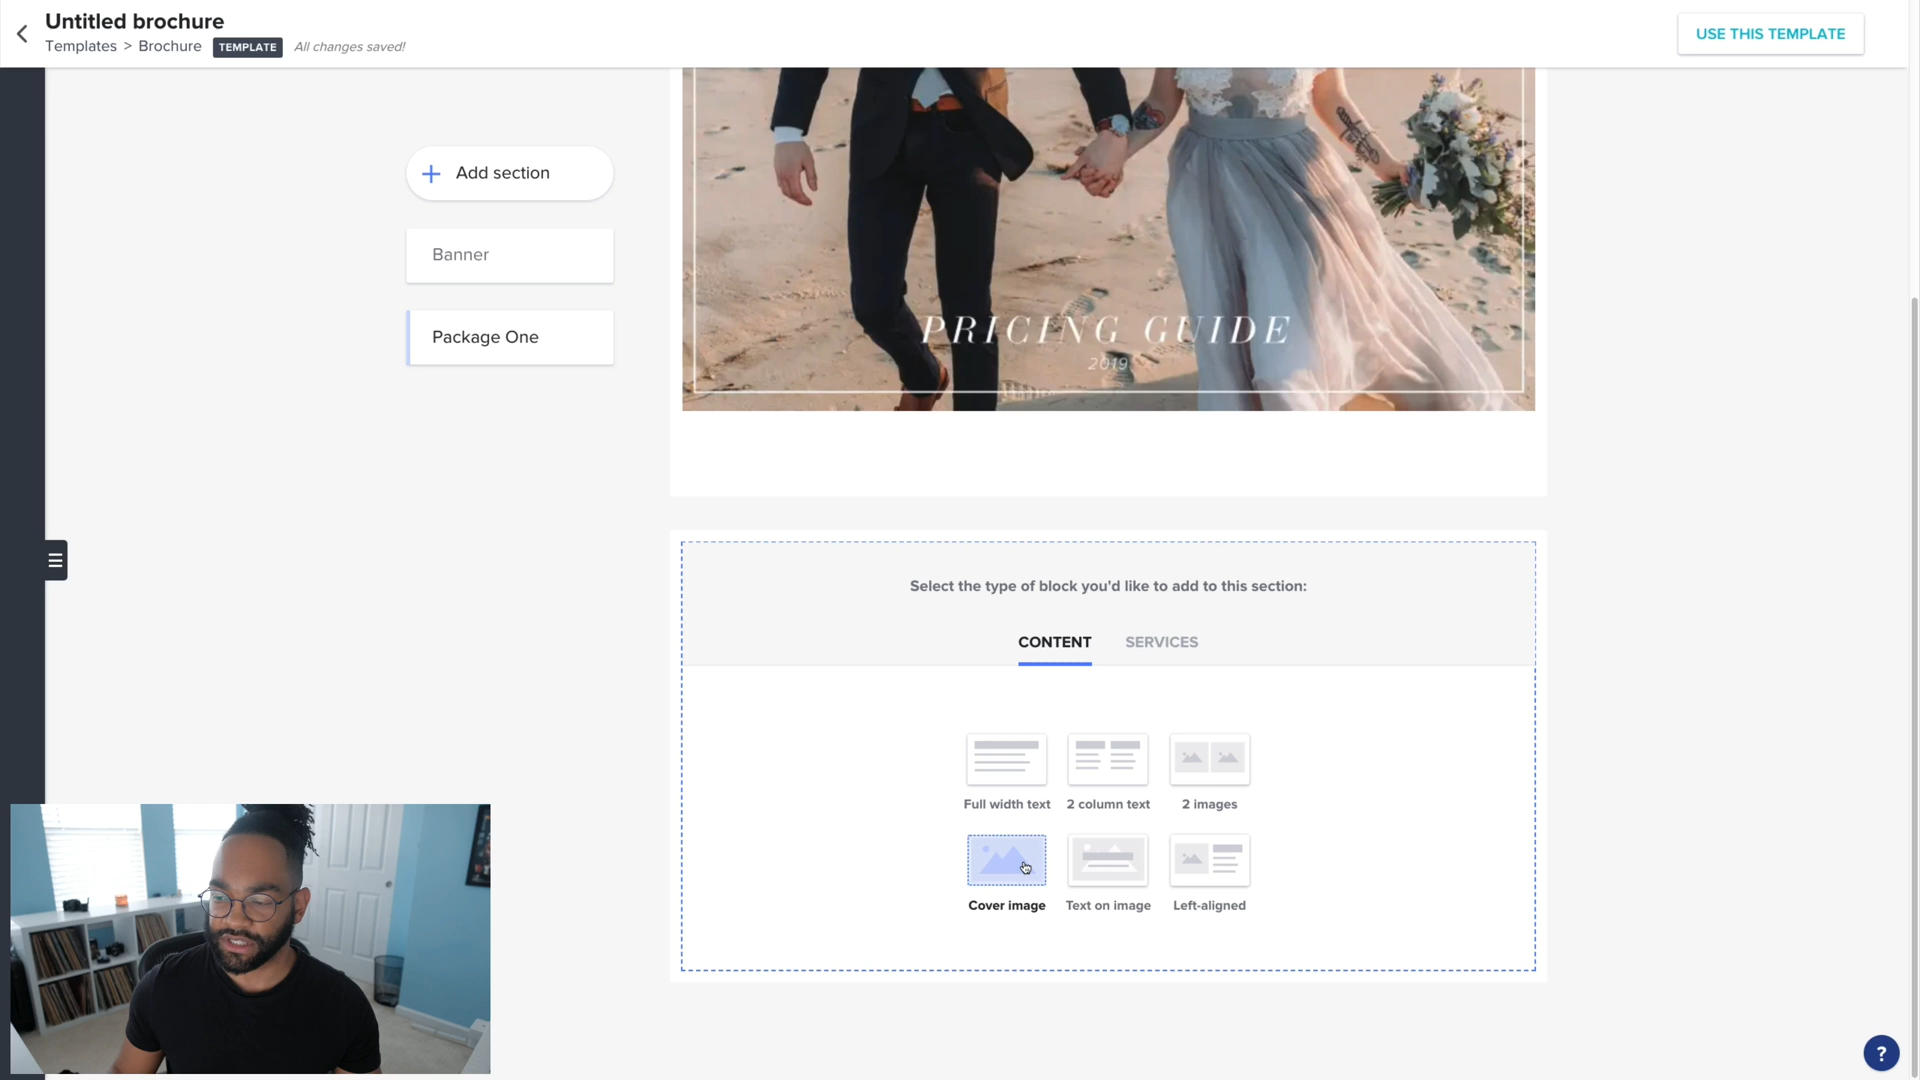 Untitled brochure
Templates > Brochure TEMPLATE All changes saved!
USE THIS TEMPLATE
Add section
Banner
Package One
PRICING GUIDE
2019
Select the type of block you'd like to add to this section:
CONTENT SERVICES
Full width text 2 column text 2 images
Cover image Text on image Left-aligned
?